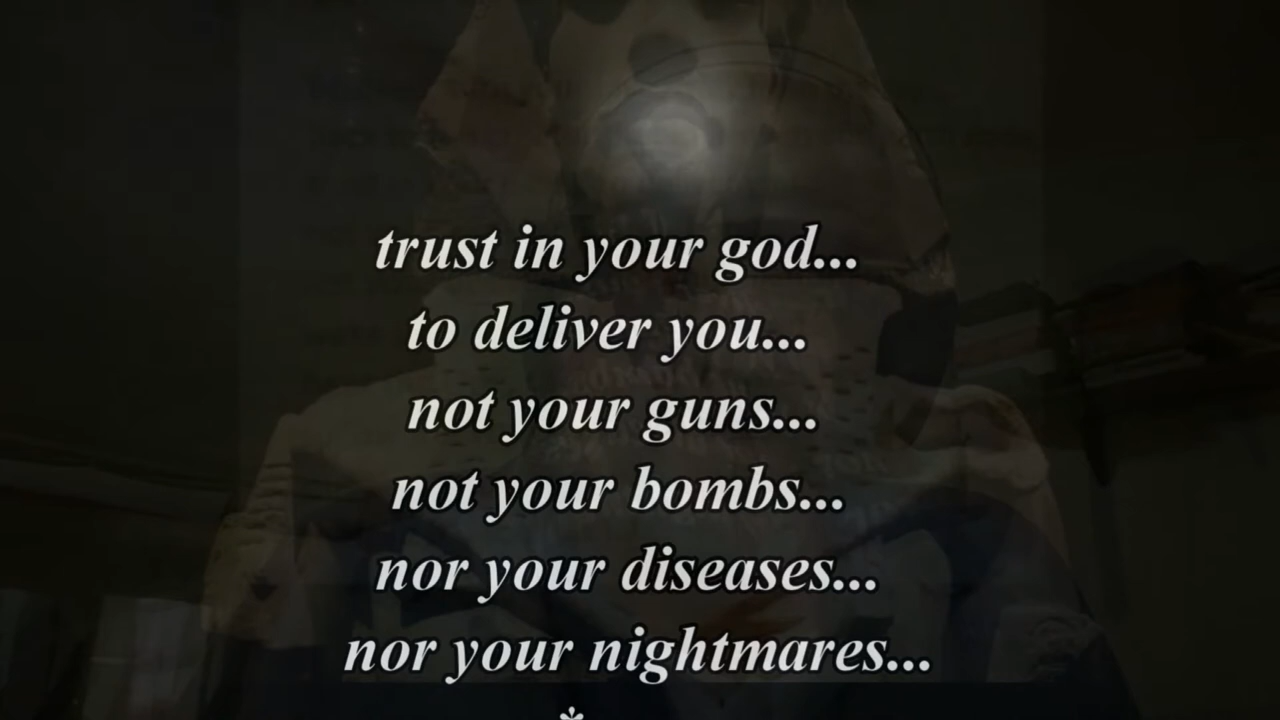 trust in your god...
to deliver you...
not your guns...
not your bombs...
nor your diseases...
nor your nightmares...
*